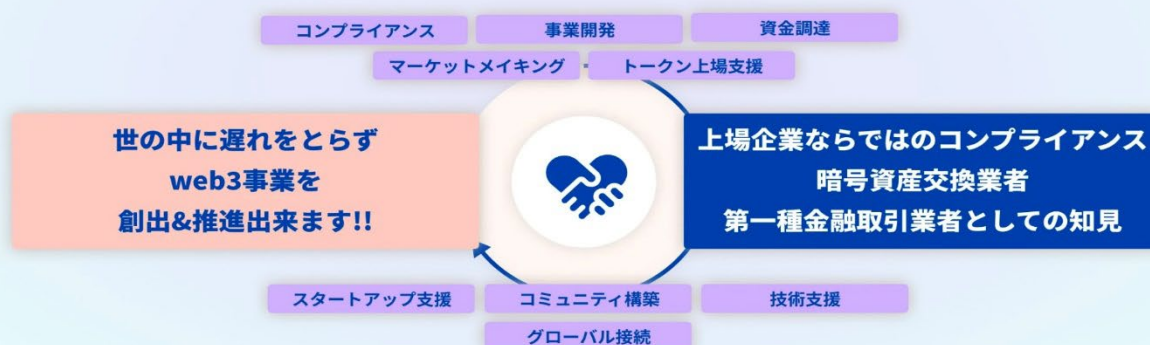 コンプライアンス
事業開発
資金調達
マーケットメイキング
トークン上場支援
世の中に遅れをとらず
web3事業を
創出&推進出来ます!!
上場企業ならではのコンプライアンス
暗号資産交換業者
第一種金融取引業者としての知見
スタートアップ支援
コミュニティ構築
技術支援
グローバル接続